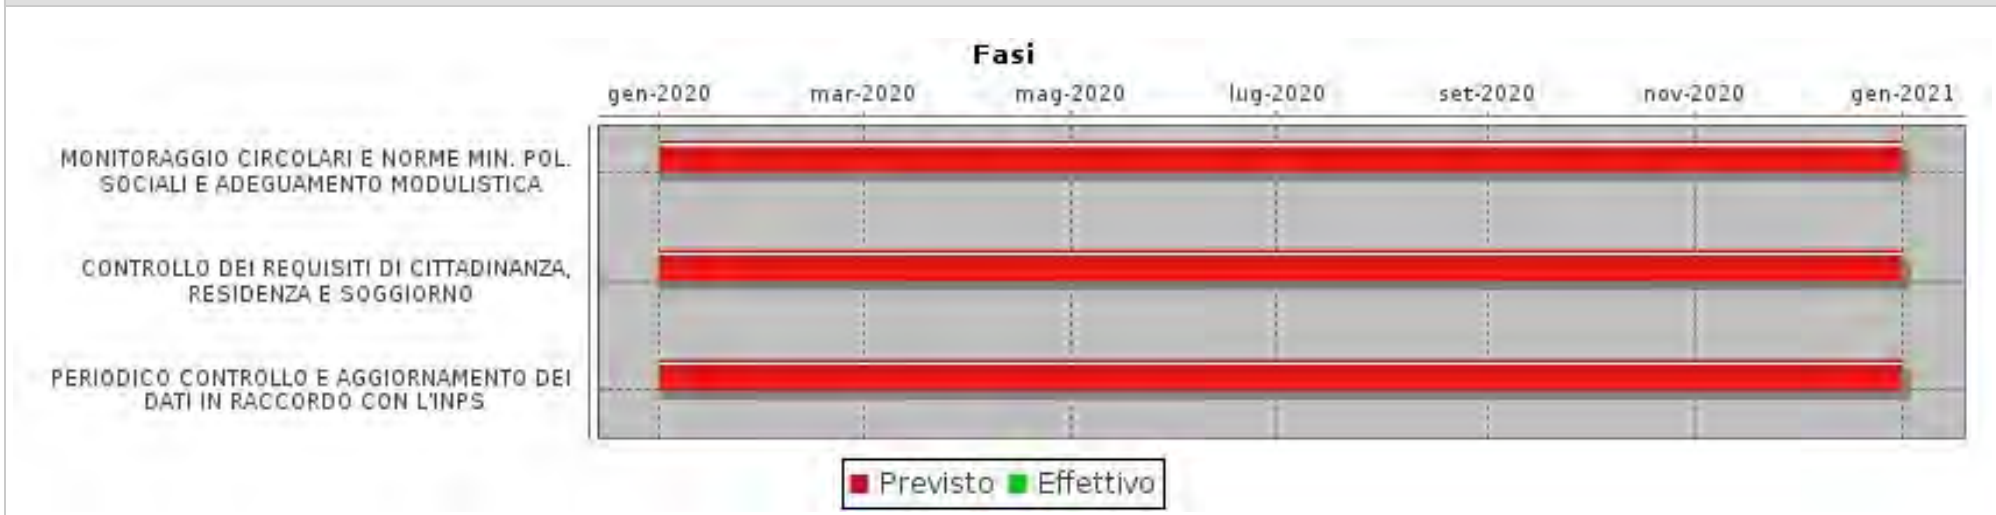 Fasi
gen-2020 mar-2020 mag-2020 lug-2020 set-2020 nov-2020 gen-2021
MONITORAGGIO CIRCOLARI E NORME MIN. POL.
SOCIALI E ADEGUAMENTO MODULISTICA
CONTROLLO DEI REQUISITI DI CITTADINANZA,
RESIDENZA E SOGGIORNO
PERIODICO CONTROLLO E AGGIORNAMENTO DEI
DATI IN RACCORDO CON L'INPS
Previsto Effettivo